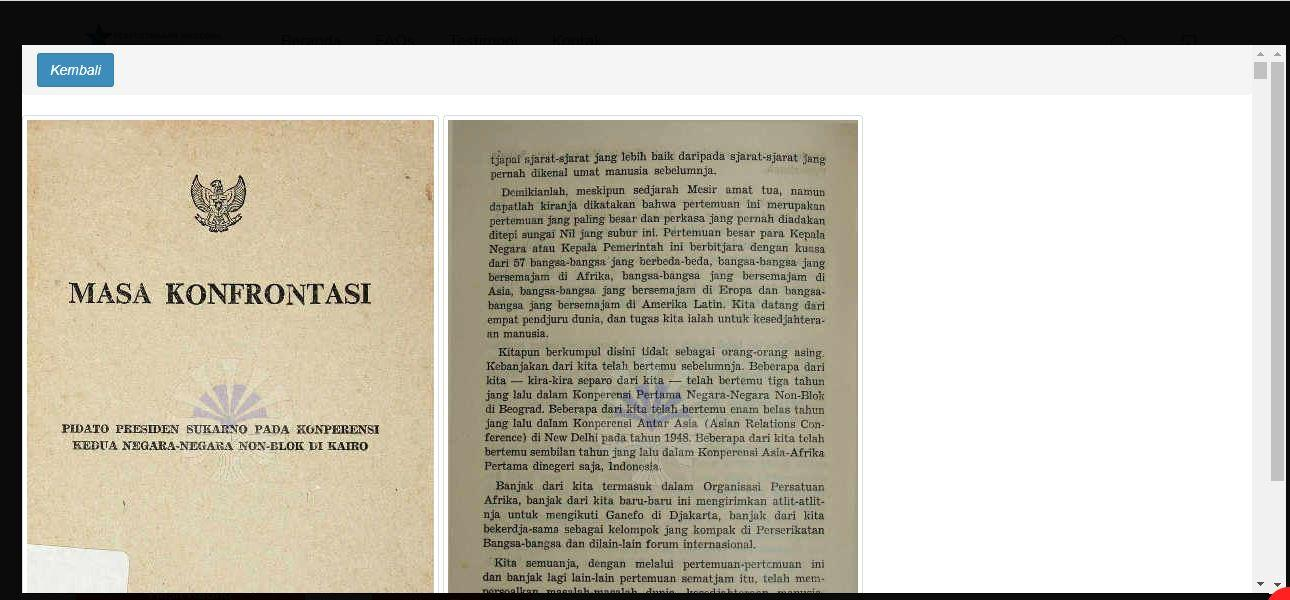 Beranda FAQs Testimoni Kontak
Kembali
MASA KONFRONTASI
PIDATO PRESIDEN SUKARNO PADA KONPERENSI
KEDUA NEGARA-NEGARA NON-BLOK DI KAIRO
tjapai sjarat-sjarat jang lebih baik daripada sjarat-sjarat jang
pernah dikenal umat manusia sebelumnja.
Demikianlah, meskipun sedjarah Mesir amat tua, namun
dapatlah kiranja dikatakan bahwa pertemuan ini merupakan
pertemuan jang paling besar dan perkasa jang pernah diadakan
ditepi sungai Nil jang subur ini. Pertemuan besar para Kepala
Negara atau Kepala Pemerintah ini berbitjara dengan kuasa
dari 57 bangsa-bangsa jang berbeda-beda, bangsa-bangsa jang
bersemajam di Afrika, bangsa-bangsa jang bersemajam di
Asia, bangsa-bangsa jang bersemajam di Eropa dan bangsa-
bangsa jang bersemajam di Amerika Latin. Kita datang dari
empat pendjuru dunia, dan tugas kita ialah untuk kesedjahtera-
an manusia.
Kitapun berkumpul disini tidak sebagai orang-orang asing.
Kebanjakan dari kita telah bertemu sebelumnja. Beberapa dari
kita — kira-kira separo dari kita — telah bertemu tiga tahun
jang lalu dalam Konperensi Pertama Negara-Negara Non-Blok
di Beograd. Beberapa dari kita telah bertemu enam belas tahun
jang lalu dalam Konperensi Antar Asia (Asian Relations Con-
ference) di New Delhi pada tahun 1948. Beberapa dari kita telah
bertemu sembilan tahun jang lalu dalam Konperensi Asia-Afrika
Pertama dinegeri saja, Indonesia.
Banjak dari kita termasuk dalam Organisasi Persatuan
Afrika, banjak dari kita baru-baru ini mengirimkan atlit-atlit-
nja untuk mengikuti Ganefo di Djakarta, banjak dari kita
bekerdja-sama sebagai kelompok jang kompak di Perserikatan
Bangsa-bangsa dan dilain-lain forum internasional.
Kita semuanja, dengan melalui pertemuan-pertemuan ini
dan banjak lagi lain-lain pertemuan sematjam itu, telah mem-
persoalkan masalah-masalah dunia, kesedjahteraan manusia,